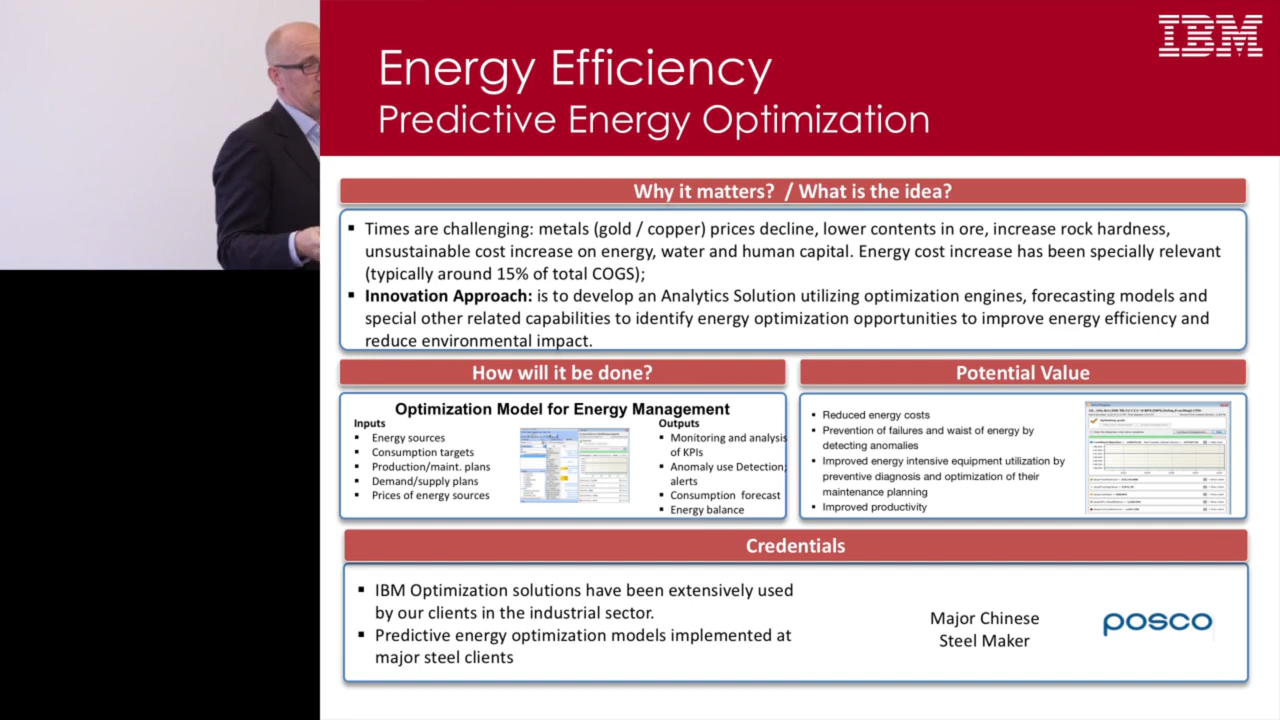 IBM
Energy Efficiency
Predictive Energy Optimization
Why it matters? / What is the idea?
▪ Times are challenging: metals (gold / copper) prices decline, lower contents in ore, increase rock hardness,
unsustainable cost increase on energy, water and human capital. Energy cost increase has been specially relevant
(typically around 15% of total COGS);
▪ Innovation Approach: is to develop an Analytics Solution utilizing optimization engines, forecasting models and
special other related capabilities to identify energy optimization opportunities to improve energy efficiency and
reduce environmental impact.
How will it be done?
Optimization Model for Energy Management
Inputs
▪ Energy sources
▪ Consumption targets
▪ Production/maint. plans
▪ Demand/supply plans
▪ Prices of energy sources
Outputs
▪ Monitoring and analysis
of KPIs
▪ Anomaly use Detection;
alerts
▪ Consumption forecast
▪ Energy balance
Potential Value
▪ Reduced energy costs
▪ Prevention of failures and waist of energy by
detecting anomalies
▪ Improved energy intensive equipment utilization by
preventive diagnosis and optimization of their
maintenance planning
▪ Improved productivity
Credentials
▪ IBM Optimization solutions have been extensively used
by our clients in the industrial sector.
▪ Predictive energy optimization models implemented at
major steel clients
Major Chinese
Steel Maker
posco